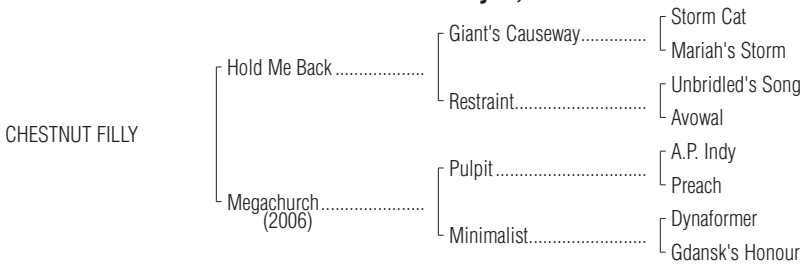 Storm Cat
Giant's Causeway..............
Mariah's Storm
Hold Me Back ...................
Unbridled's Song
Restraint............................
Avowal
CHESTNUT FILLY
A.P. Indy
Pulpit ................................
Preach
Megachurch......................
(2006)
Dynaformer
Minimalist.........................
Gdansk's Honour